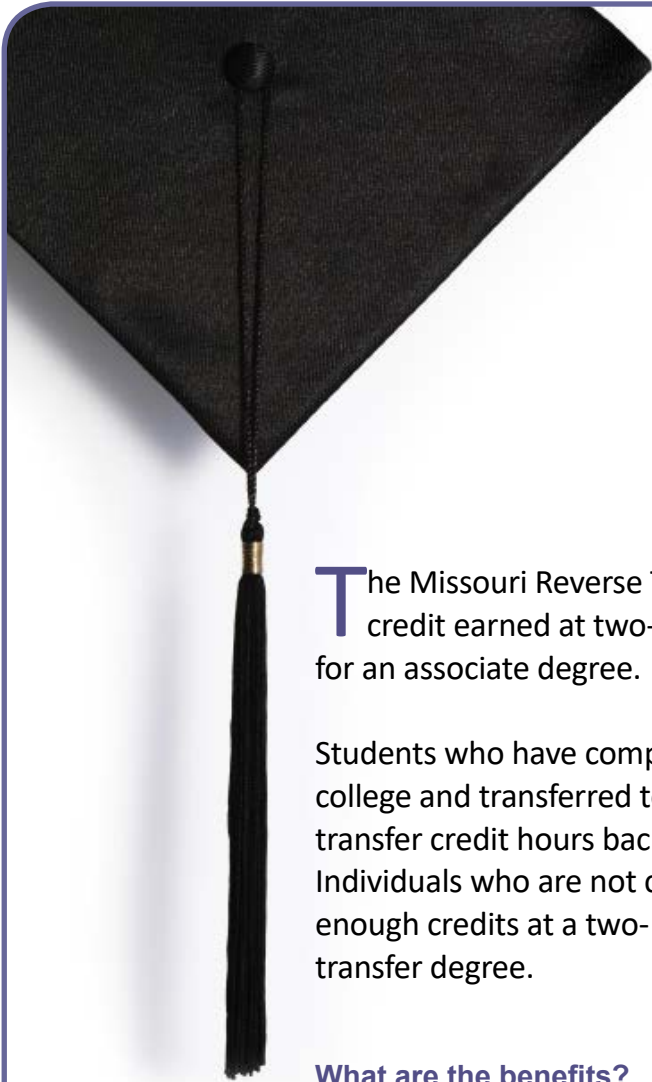 The Missouri Reverse
credit earned at two-
for an associate degree.
Students who have comp
college and transferred t
transfer credit hours bac
Individuals who are not
enough credits at a two-
transfer degree.
What are the benefits?